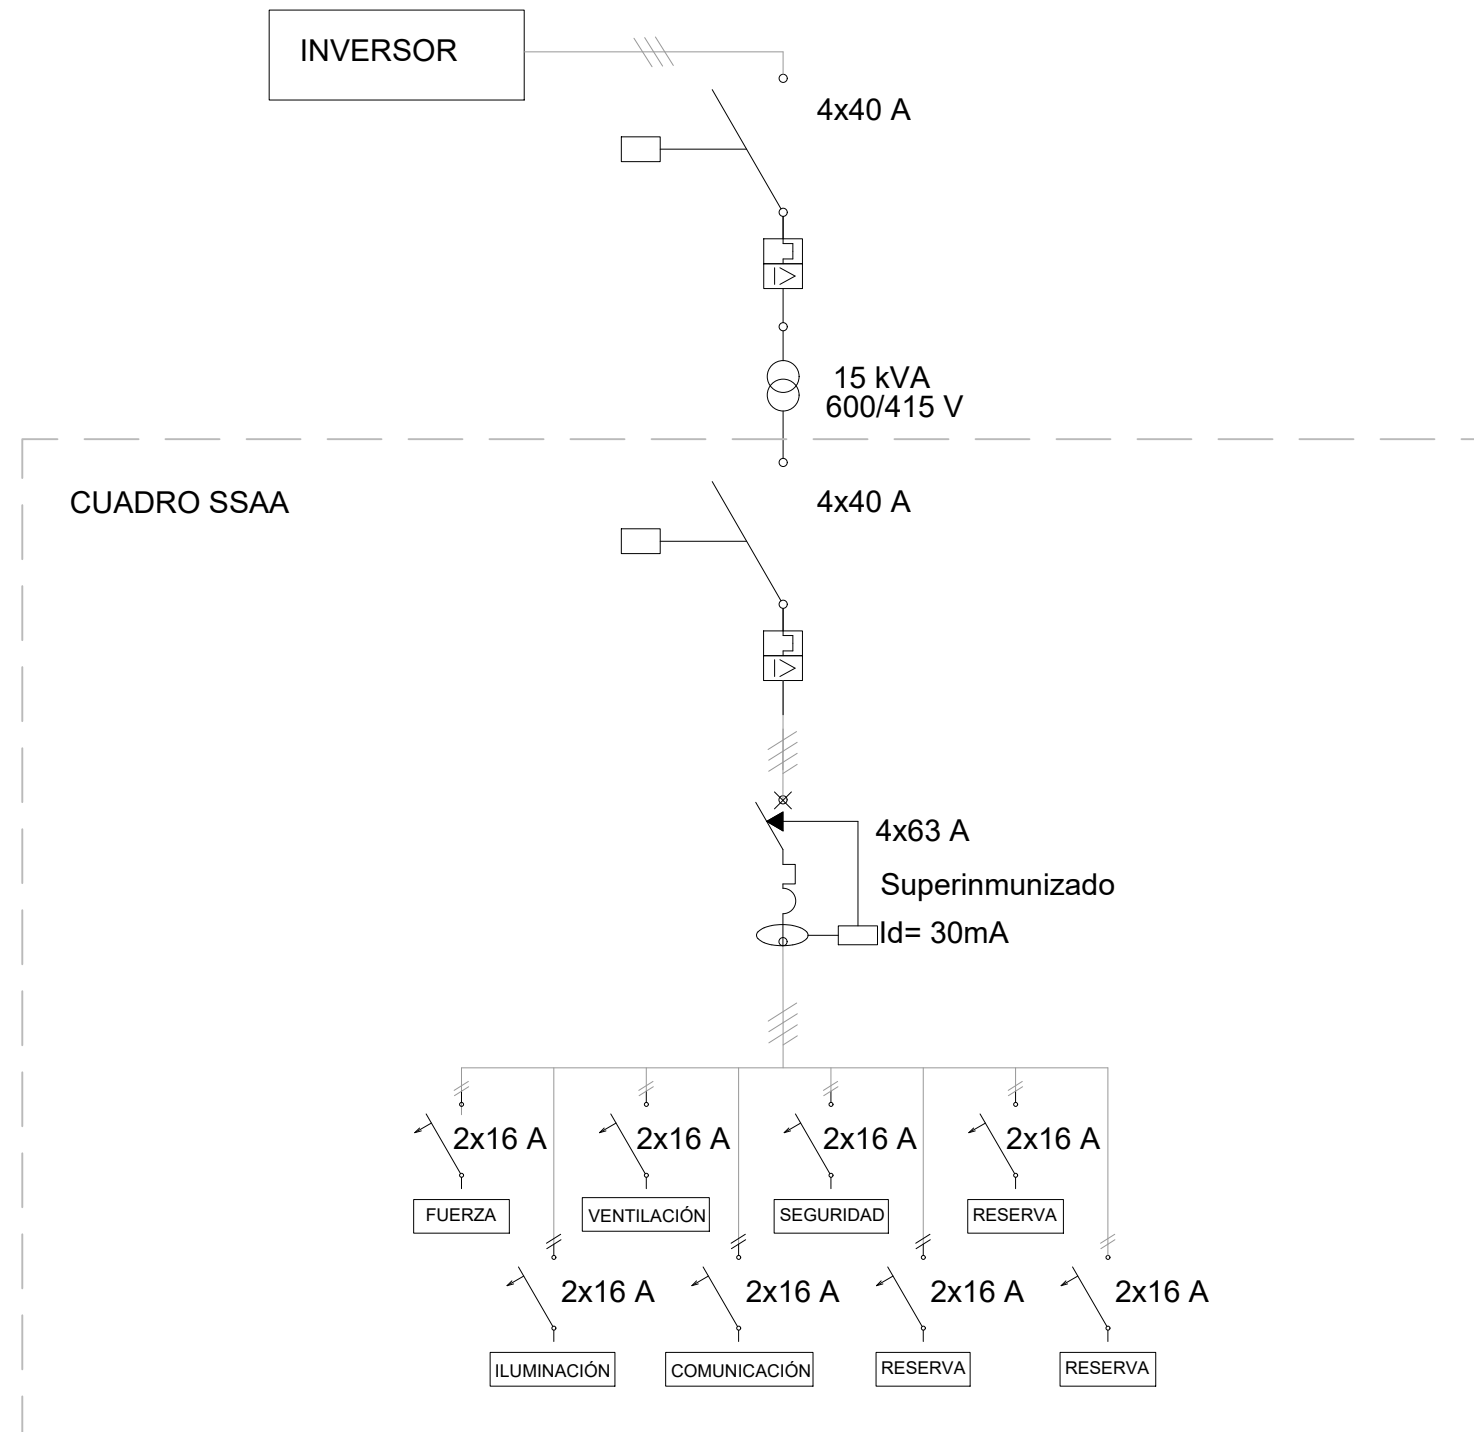 INVERSOR
4x40 A
15 kVA
600/415 V
CUADRO SSAA
4x40 A
4x63 A
Superinmunizado
Id= 30mA
2x16 A
2x16 A
2x16 A
2x16 A
FUERZA
VENTILACIÓN
SEGURIDAD
RESERVA
2x16 A
2x16 A
2x16 A
2x16 A
ILUMINACIÓN
COMUNICACIÓN
RESERVA
RESERVA